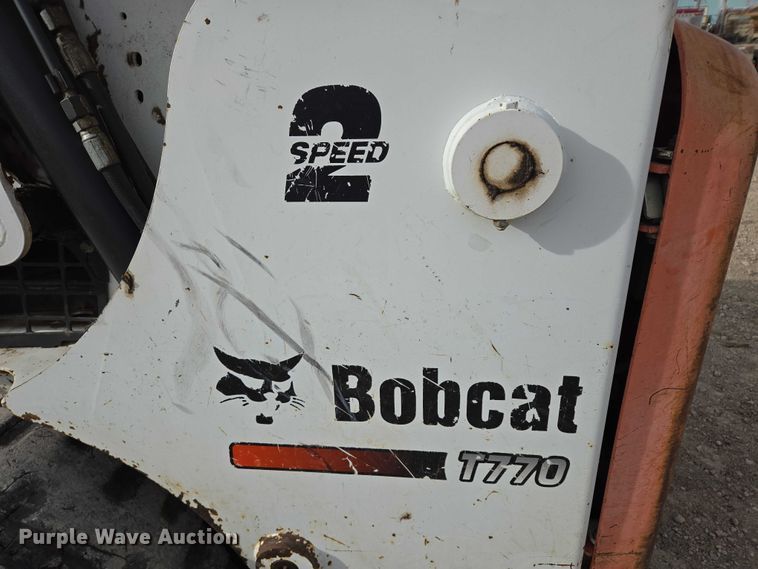 2
SPEED
Bobcat
T770
Purple Wave Auction